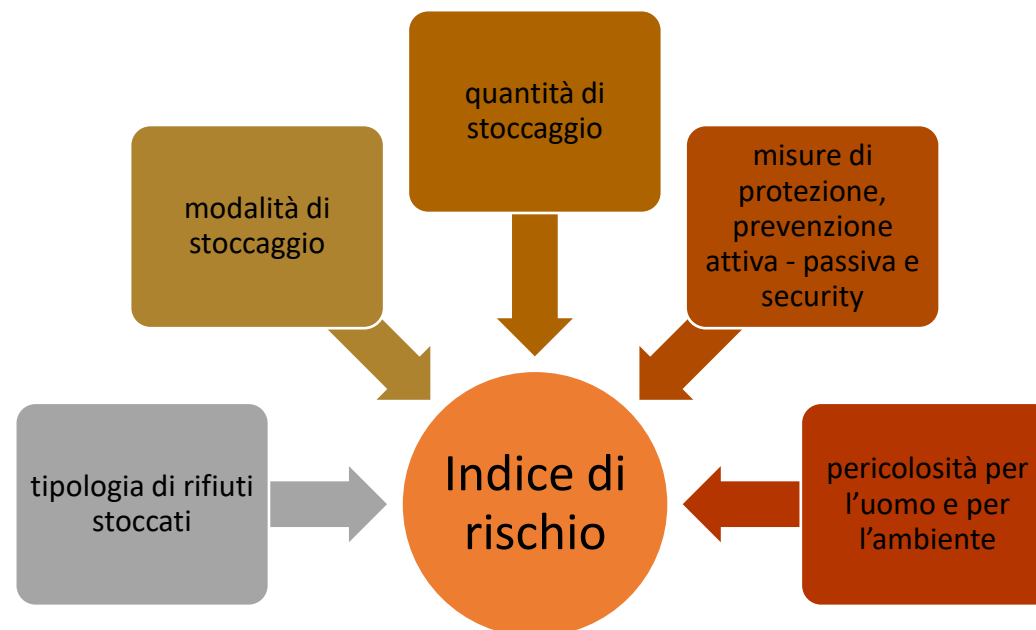 quantità di
stoccaggio
modalità di
stoccaggio
misure di
protezione,
prevenzione
attiva - passiva e
security
tipologia di rifiuti
stoccati
Indice di
rischio
pericolosità per
l’uomo e per
l’ambiente